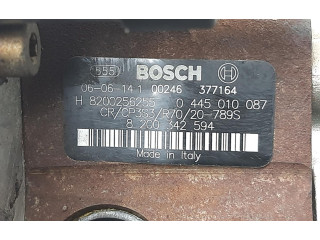 555 BOSCH
06-06-14.1 00246 377164
H 8200256255 0 445 010 087
CR/CP3S3/R70/20-789S
8 200 342 594
Made in Italy